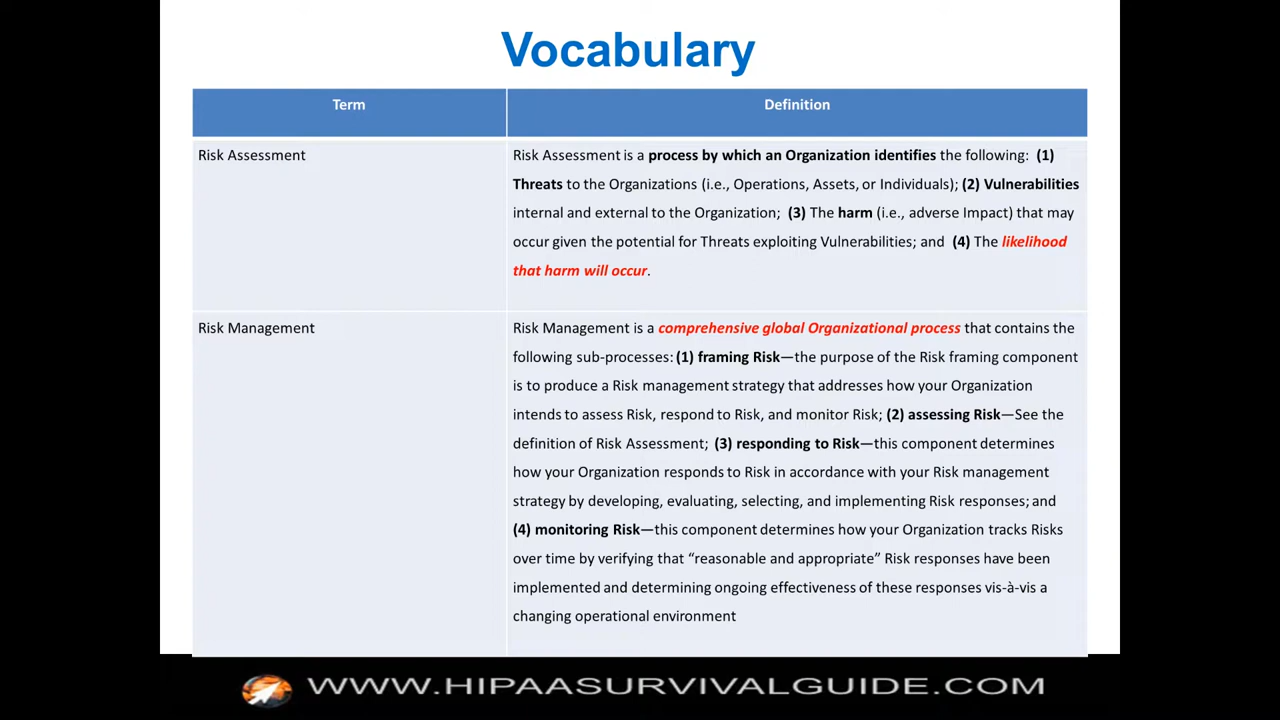 Vocabulary
Term
Definition
Risk Assessment
Risk Assessment is a process by which an Organization identifies the following: (1)
Threats to the Organizations (i.e., Operations, Assets, or Individuals); (2) Vulnerabilities
internal and external to the Organization; (3) The harm (i.e., adverse Impact) that may
occur given the potential for Threats exploiting Vulnerabilities; and (4) The likelihood
that harm will occur.
Risk Management
Risk Management is a comprehensive global Organizational process that contains the
following sub-processes: (1) framing Risk—the purpose of the Risk framing component
is to produce a Risk management strategy that addresses how your Organization
intends to assess Risk, respond to Risk, and monitor Risk; (2) assessing Risk—See the
definition of Risk Assessment; (3) responding to Risk—this component determines
how your Organization responds to Risk in accordance with your Risk management
strategy by developing, evaluating, selecting, and implementing Risk responses; and
(4) monitoring Risk—this component determines how your Organization tracks Risks
over time by verifying that “reasonable and appropriate” Risk responses have been
implemented and determining ongoing effectiveness of these responses vis-à-vis a
changing operational environment
WWW.HIPAASURVIVALGUIDE.COM